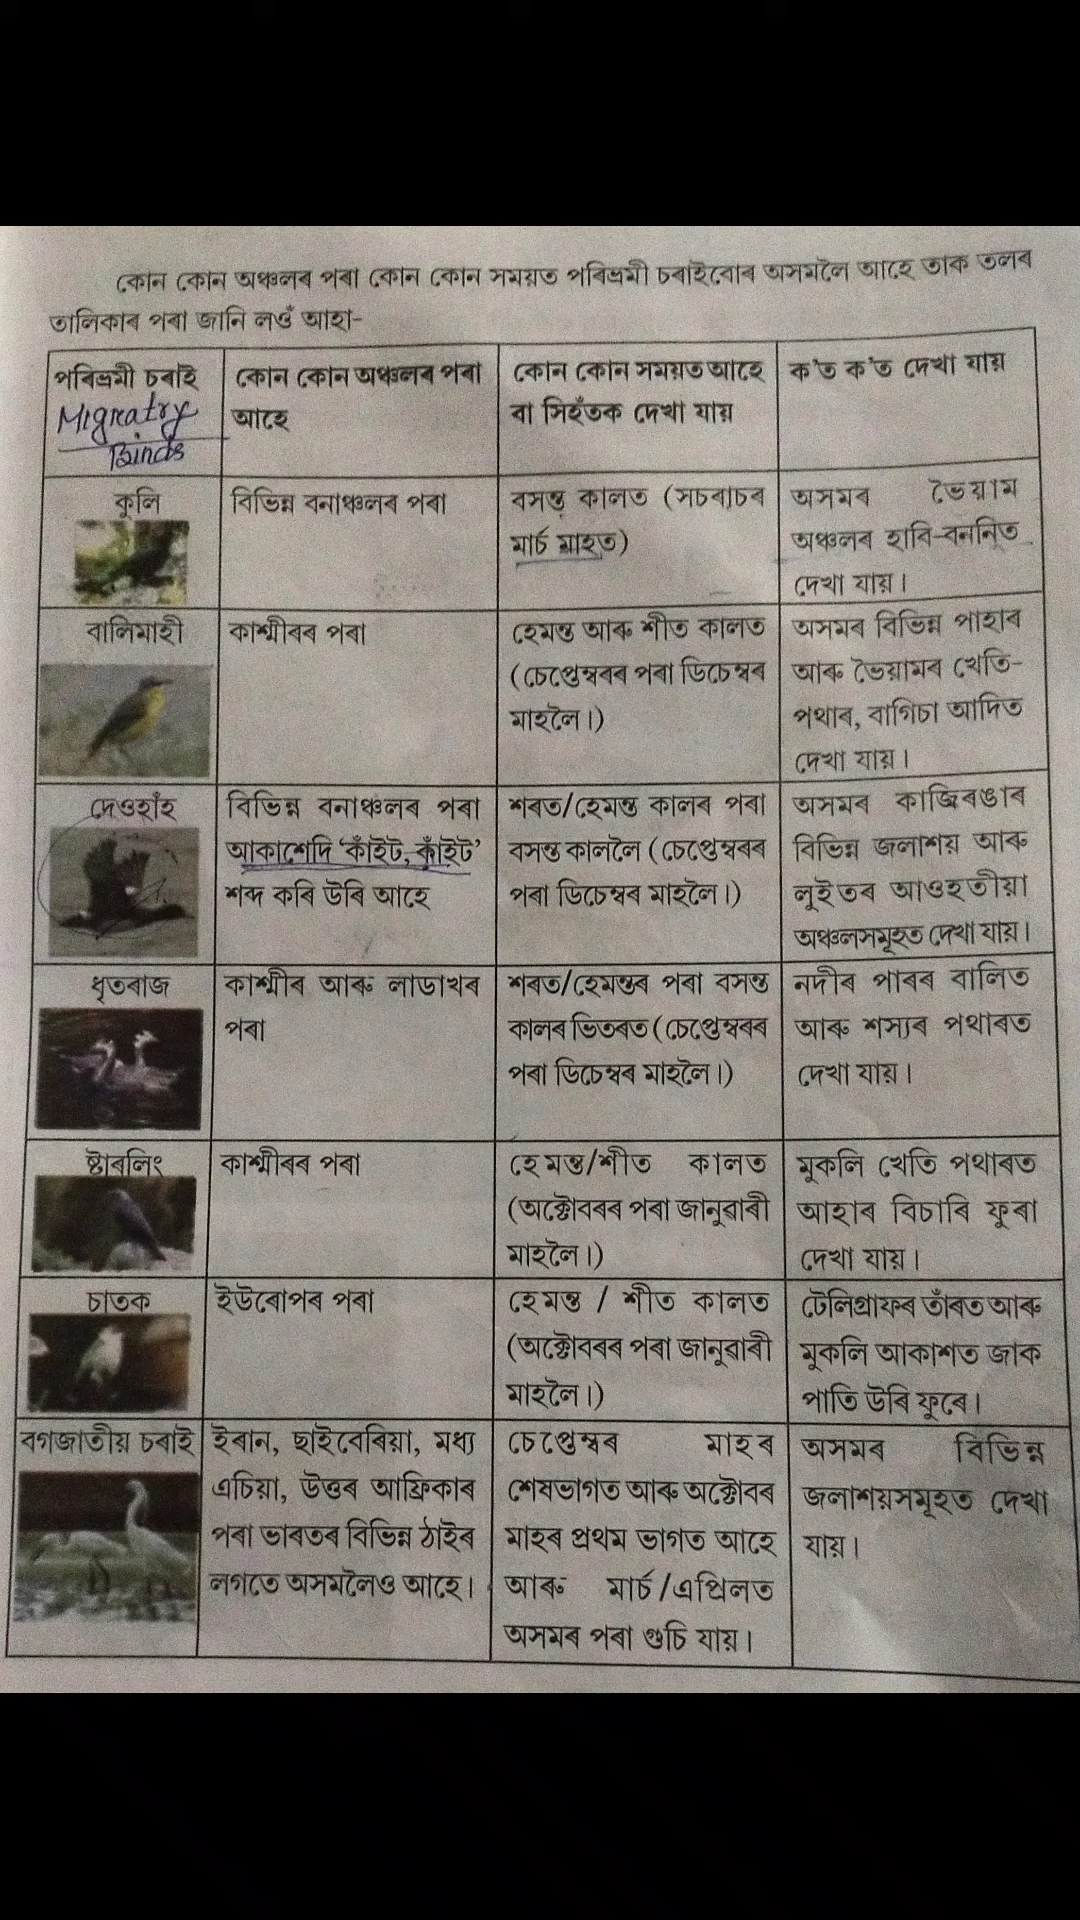 কোন কোন অঞ্চলৰ পৰা কোন কোন সময়ত পৰিভ্ৰমী চৰাইবোৰ অসমলৈ আহে তাক তলৰ
তালিকাৰ পৰা জানি লওঁ আহা-
পৰিভ্ৰমী চৰাই
Migratry
Birds
কোন কোন অঞ্চলৰ পৰা
আহে
কোন কোন সময়ত আহে
বা সিহঁতক দেখা যায়
ক'ত ক'ত দেখা যায়
কুলি
বিভিন্ন বনাঞ্চলৰ পৰা
বসন্ত কালত (সচৰাচৰ
মাৰ্চ মাহত)
অসমৰ ভৈয়াম
অঞ্চলৰ হাবি-বননিত
দেখা যায়।
বালিমাহী
কাশ্মীৰৰ পৰা
হেমন্ত আৰু শীত কালত
(চেপ্তেম্বৰৰ পৰা ডিচেম্বৰ
মাহলৈ।)
অসমৰ বিভিন্ন পাহাৰ
আৰু ভৈয়ামৰ খেতি-
পথাৰ, বাগিচা আদিত
দেখা যায়।
দেওহাঁহ
বিভিন্ন বনাঞ্চলৰ পৰা
আকাশেদি ‘কাঁইট, কাঁইট’
শব্দ কৰি উৰি আহে
শৰত/হেমন্ত কালৰ পৰা
বসন্ত কাললৈ (চেপ্তেম্বৰৰ
পৰা ডিচেম্বৰ মাহলৈ।)
অসমৰ কাজিৰঙাৰ
বিভিন্ন জলাশয় আৰু
লুইতৰ আওহতীয়া
অঞ্চলসমূহত দেখা যায়।
ধৃতৰাজ
কাশ্মীৰ আৰু লাডাখৰ
পৰা
শৰত/হেমন্তৰ পৰা বসন্ত
কালৰ ভিতৰত (চেপ্তেম্বৰৰ
পৰা ডিচেম্বৰ মাহলৈ।)
নদীৰ পাৰৰ বালিত
আৰু শস্যৰ পথাৰত
দেখা যায়।
ষ্টাৰলিং
কাশ্মীৰৰ পৰা
হেমন্ত/শীত কালত
(অক্টোবৰৰ পৰা জানুৱাৰী
মাহলৈ।)
মুকলি খেতি পথাৰত
আহাৰ বিচাৰি ফুৰা
দেখা যায়।
চাতক
ইউৰোপৰ পৰা
হেমন্ত / শীত কালত
(অক্টোবৰৰ পৰা জানুৱাৰী
মাহলৈ।)
টেলিগ্ৰাফৰ তাঁৰত আৰু
মুকলি আকাশত জাক
পাতি উৰি ফুৰে।
বগজাতীয় চৰাই
ইৰান, ছাইবেৰিয়া, মধ্য
এচিয়া, উত্তৰ আফ্ৰিকাৰ
পৰা ভাৰতৰ বিভিন্ন ঠাইৰ
লগতে অসমলৈও আহে।
চেপ্তেম্বৰ মাহৰ
শেষভাগত আৰু অক্টোবৰ
মাহৰ প্ৰথম ভাগত আহে
আৰু মাৰ্চ/এপ্ৰিলত
অসমৰ পৰা গুচি যায়।
অসমৰ বিভিন্ন
জলাশয়সমূহত দেখা
যায়।